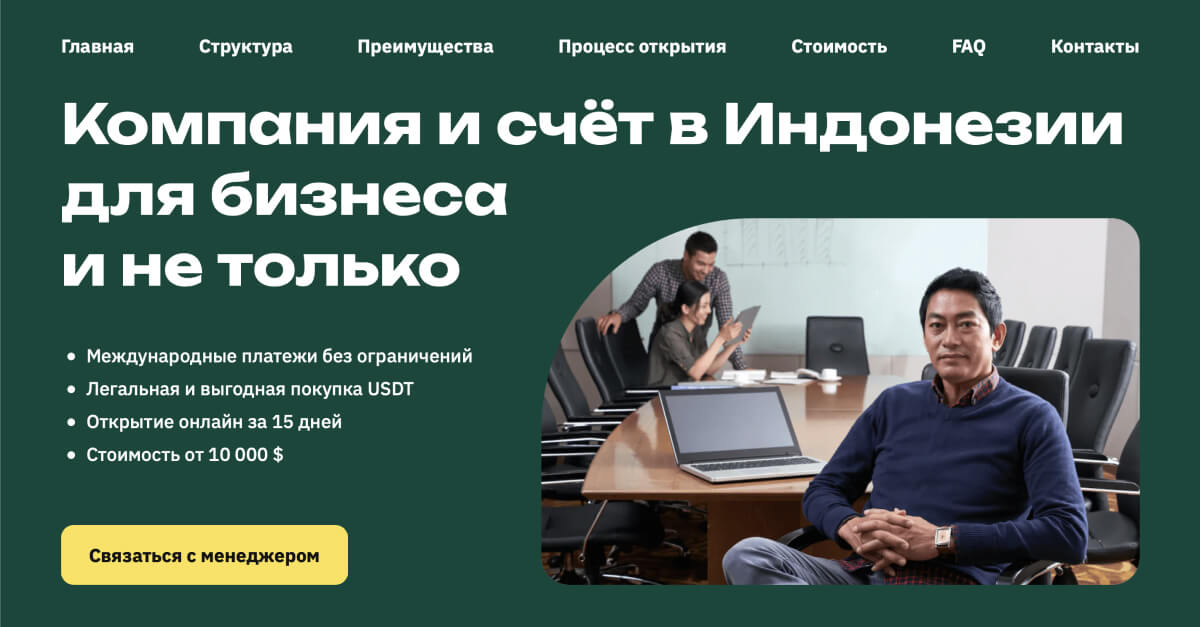 Главная Структура Преимущества Процесс открытия Стоимость FAQ Контакты
Компания и счёт в Индонезии
для бизнеса
и не только
• Международные платежи без ограничений
• Легальная и выгодная покупка USDT
• Открытие онлайн за 15 дней
• Стоимость от 10 000 $
Связаться с менеджером